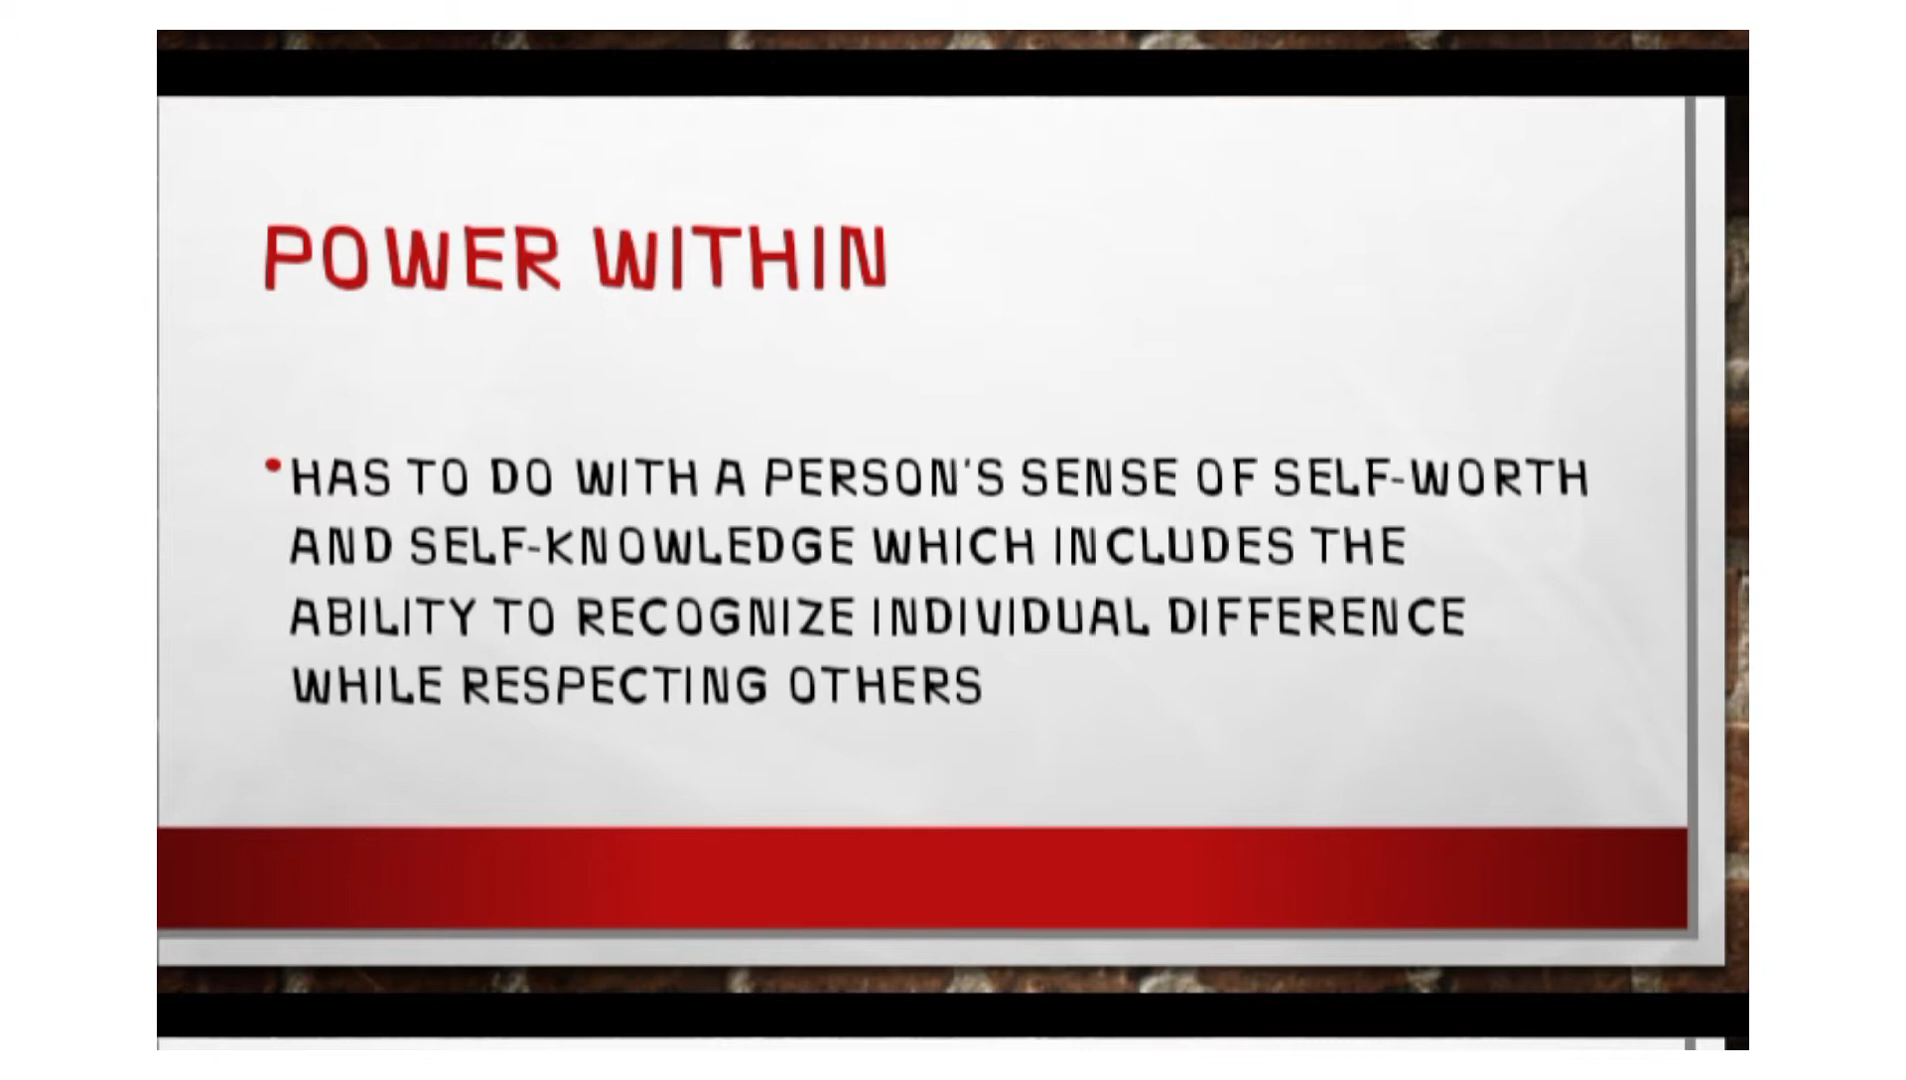 POWER WITHIN
•HAS TO DO WITH A PERSON'S SENSE OF SELF-WORTH
AND SELF-KNOWLEDGE WHICH INCLUDES THE
ABILITY TO RECOGNIZE INDIVIDUAL DIFFERENCE
WHILE RESPECTING OTHERS